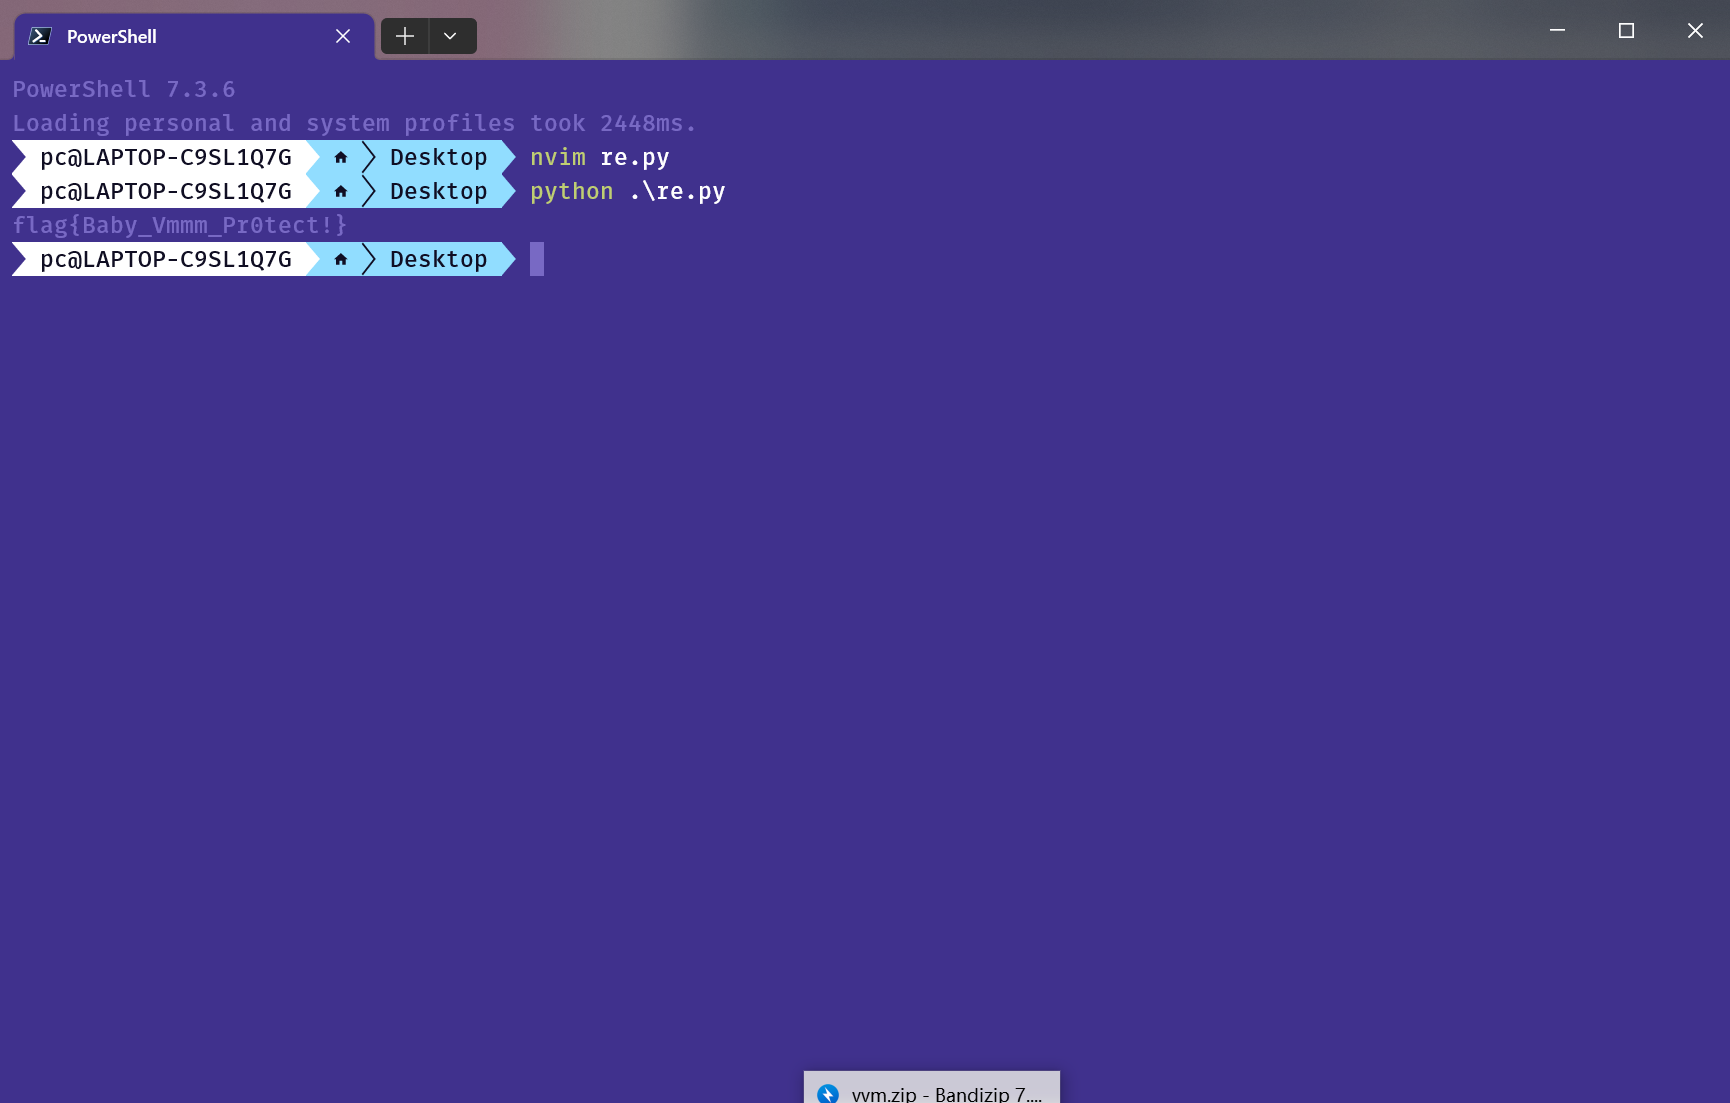 PowerShell
PowerShell 7.3.6
Loading personal and system profiles took 2448ms.
pc@LAPTOP-C9SL1Q7G Desktop nvim re.py
pc@LAPTOP-C9SL1Q7G Desktop python .\re.py
flag{Baby_Vmmm_Pr0tect!}
pc@LAPTOP-C9SL1Q7G Desktop
vvm.zip - Bandizip 7....